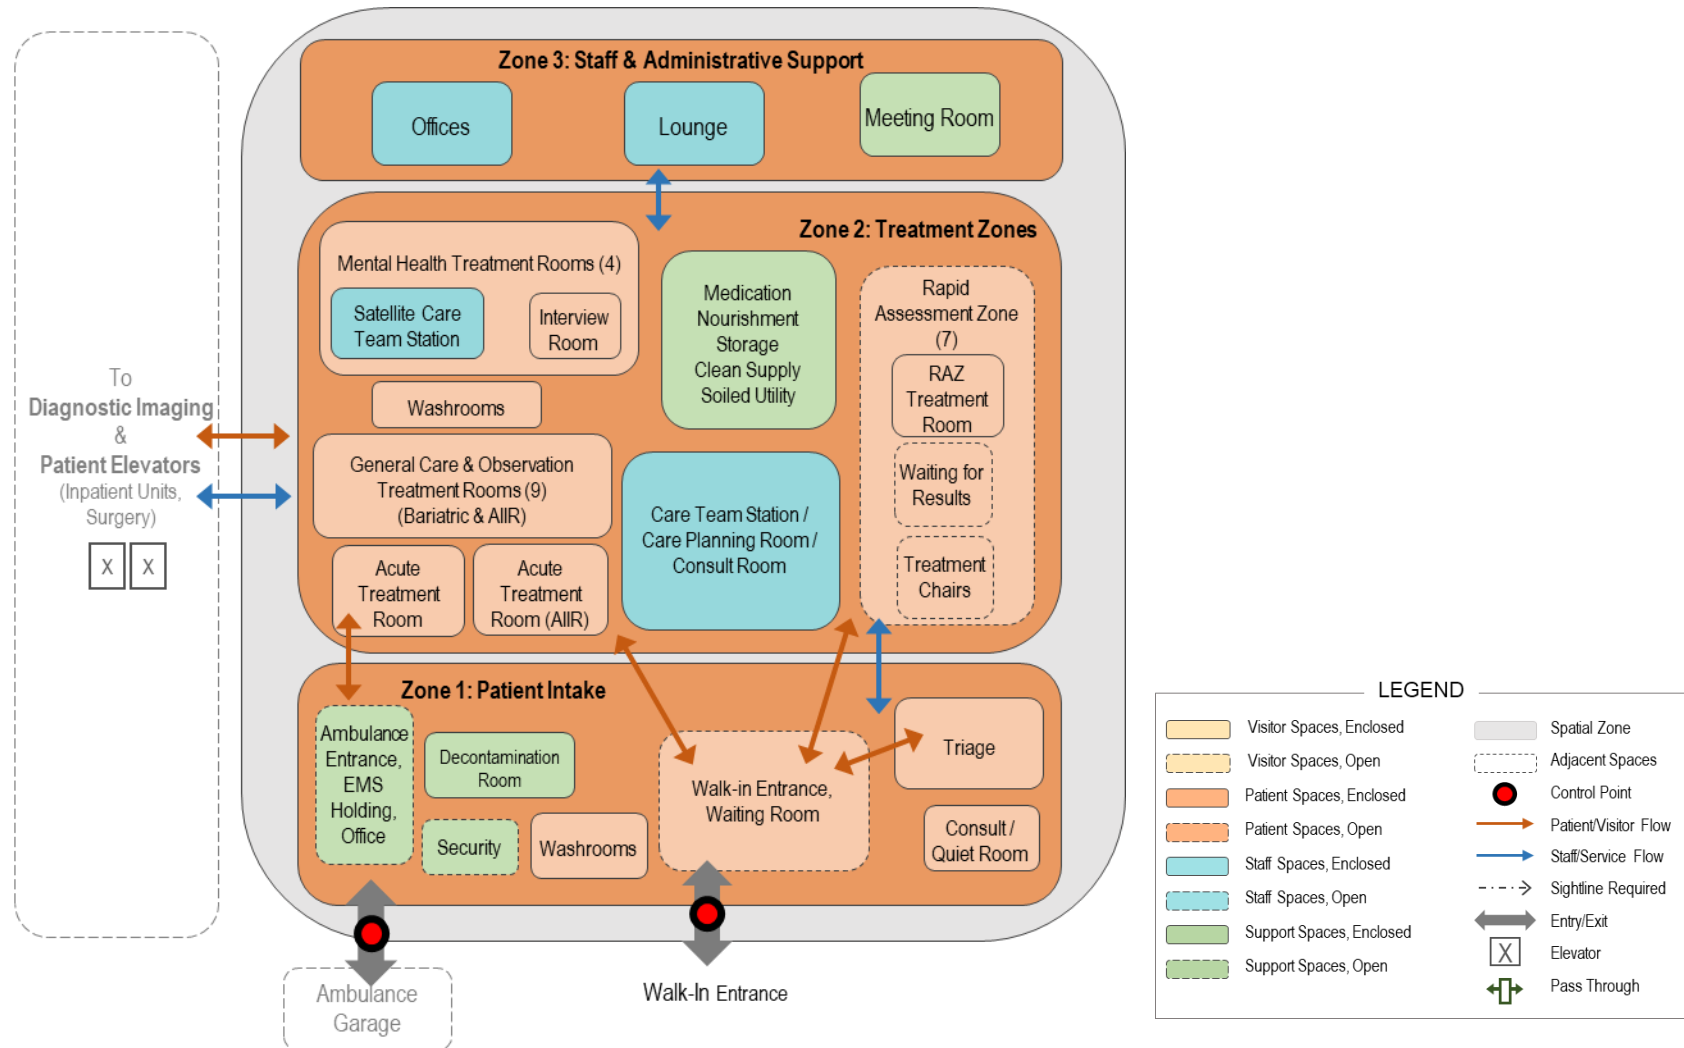 Zone 3: Staff & Administrative Support
Offices
Lounge
Meeting Room
Zone 2: Treatment Zones
Mental Health Treatment Rooms (4)
Satellite Care
Team Station
Interview
Room
Medication
Nourishment
Storage
Clean Supply
Soiled Utility
Rapid
Assessment Zone
(7)
RAZ
Treatment
Room
Waiting for
Results
Treatment
Chairs
Washrooms
General Care & Observation
Treatment Rooms (9)
(Bariatric & AIIR)
Acute
Treatment
Room
Acute
Treatment
Room (AIIR)
Care Team Station /
Care Planning Room /
Consult Room
To
Diagnostic Imaging
&
Patient Elevators
(Inpatient Units,
Surgery)
X
X
Zone 1: Patient Intake
Ambulance
Entrance,
EMS
Holding,
Office
Decontamination
Room
Security
Washrooms
Walk-in Entrance,
Waiting Room
Triage
Consult /
Quiet Room
Ambulance
Garage
Walk-In Entrance
LEGEND
Visitor Spaces, Enclosed
Visitor Spaces, Open
Patient Spaces, Enclosed
Patient Spaces, Open
Staff Spaces, Enclosed
Staff Spaces, Open
Support Spaces, Enclosed
Support Spaces, Open
Spatial Zone
Adjacent Spaces
Control Point
Patient/Visitor Flow
Staff/Service Flow
Sightline Required
Entry/Exit
X
Elevator
Pass Through